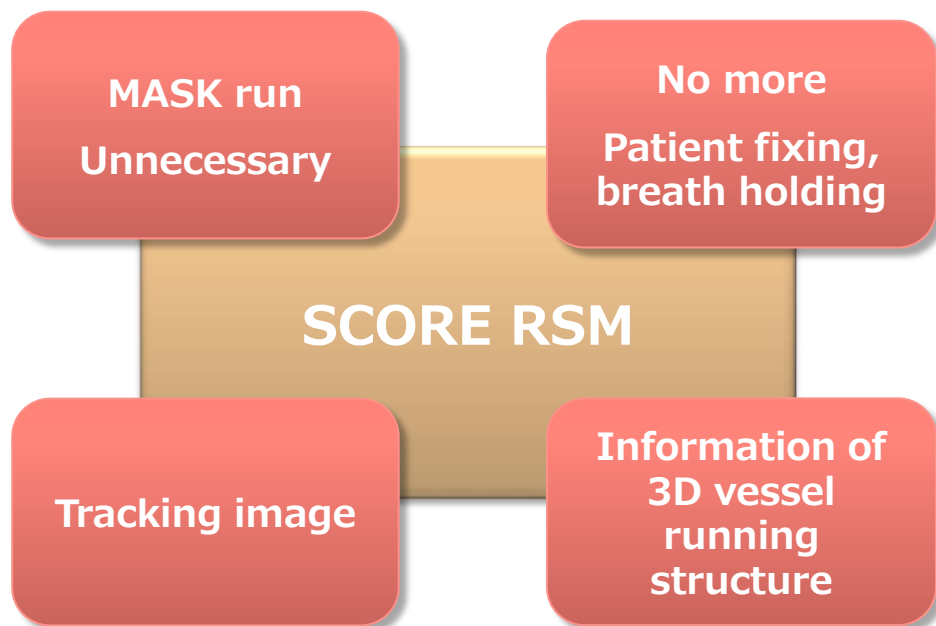 MASK run
Unnecessary
No more
Patient fixing,
breath holding
SCORE RSM
Tracking image
Information of
3D vessel
running
structure